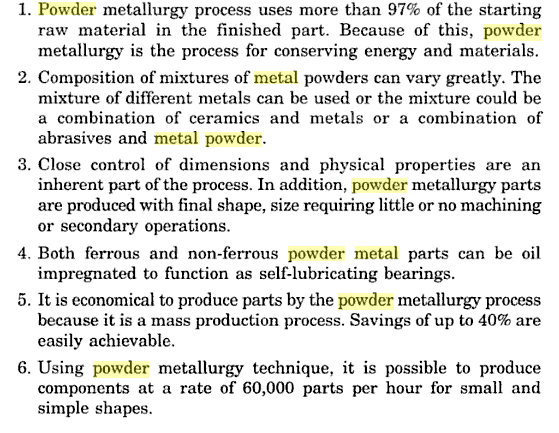 1. Powder metallurgy process uses more than 97% of the starting
raw material in the finished part. Because of this, powder
metallurgy is the process for conserving energy and materials.
2. Composition of mixtures of metal powders can vary greatly. The
mixture of different metals can be used or the mixture could be
a combination of ceramics and metals or a combination of
abrasives and metal powder.
3. Close control of dimensions and physical properties are an
inherent part of the process. In addition, powder metallurgy parts
are produced with final shape, size requiring little or no machining
or secondary operations.
4. Both ferrous and non-ferrous powder metal parts can be oil
impregnated to function as self-lubricating bearings.
5. It is economical to produce parts by the powder metallurgy process
because it is a mass production process. Savings of up to 40% are
easily achievable.
6. Using powder metallurgy technique, it is possible to produce
components at a rate of 60,000 parts per hour for small and
simple shapes.